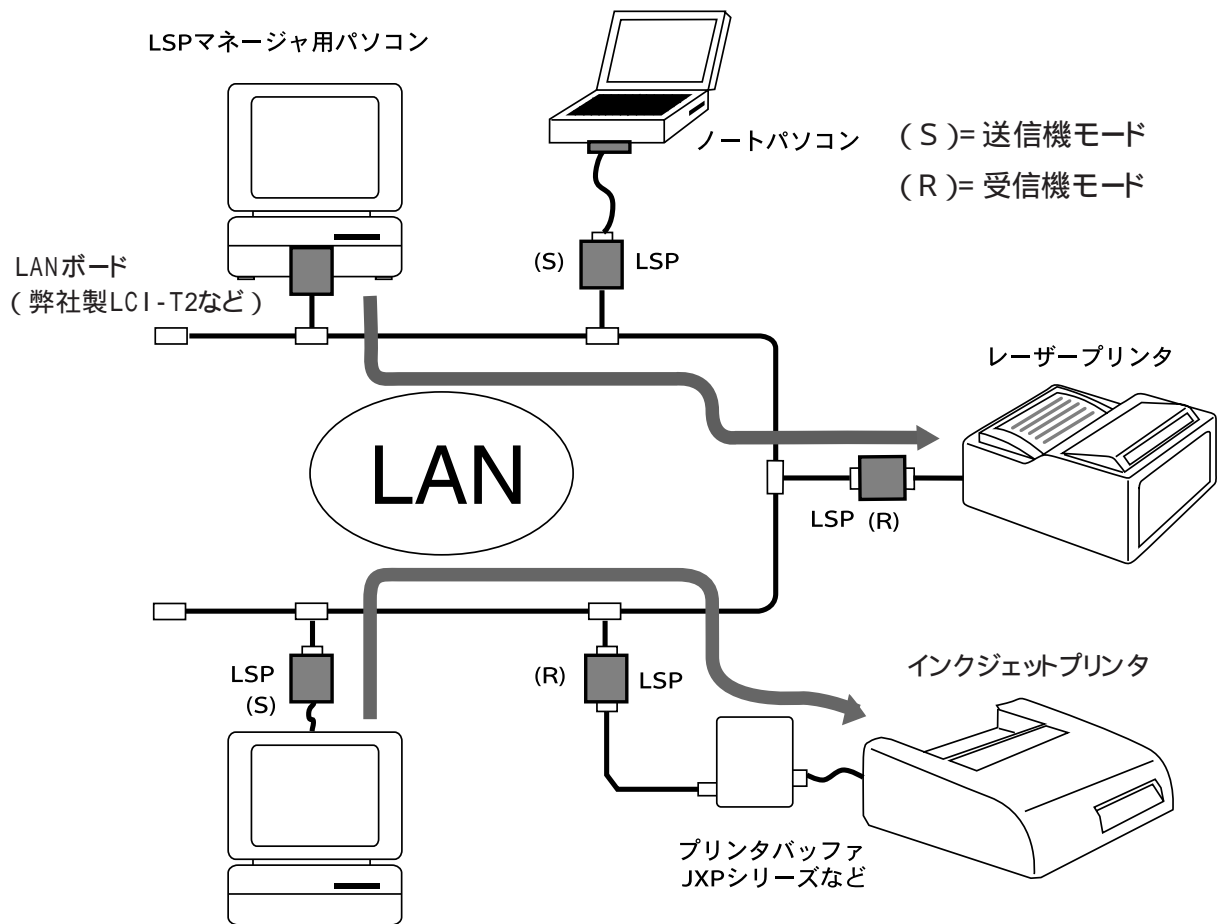 LSPマネージャ用パソコン
ノートパソコン
(S)=送信機モード
(R)=受信機モード
LANボード
(弊社製LCI-T2など)
(S) LSP
レーザープリンタ
LAN
LSP (R)
LSP
(S)
(R) LSP
インクジェットプリンタ
プリンタバッファ
JXPシリーズなど